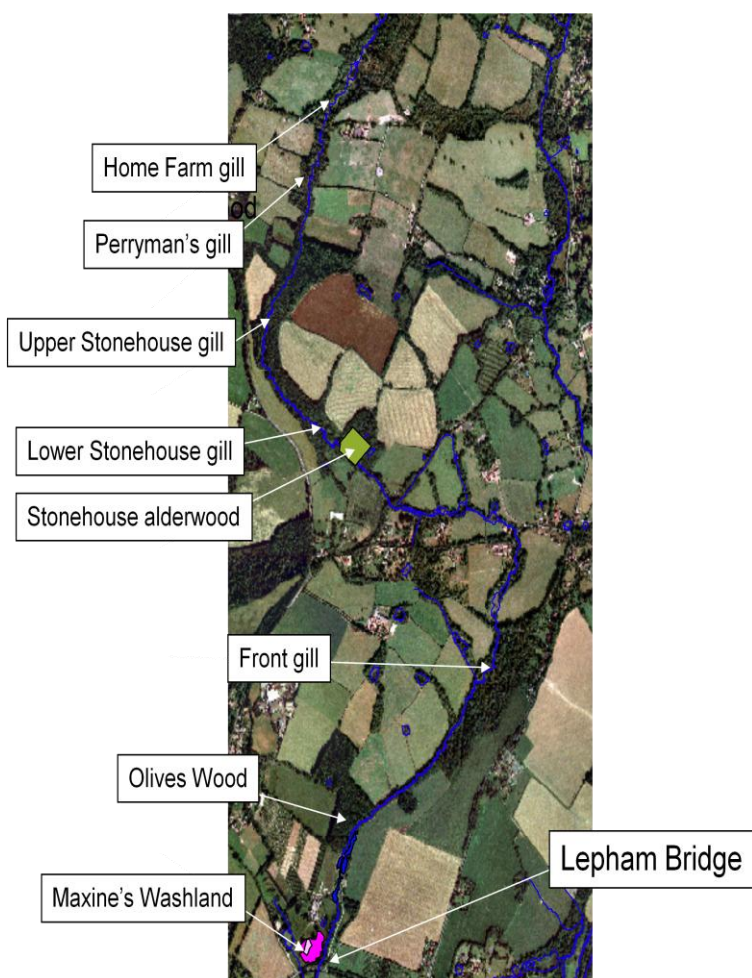 Home Farm gill
od
Perryman's gill
Upper Stonehouse gill
Lower Stonehouse gill
Stonehouse alderwood
Front gill
Olives Wood
Lepham Bridge
Maxine's Washland